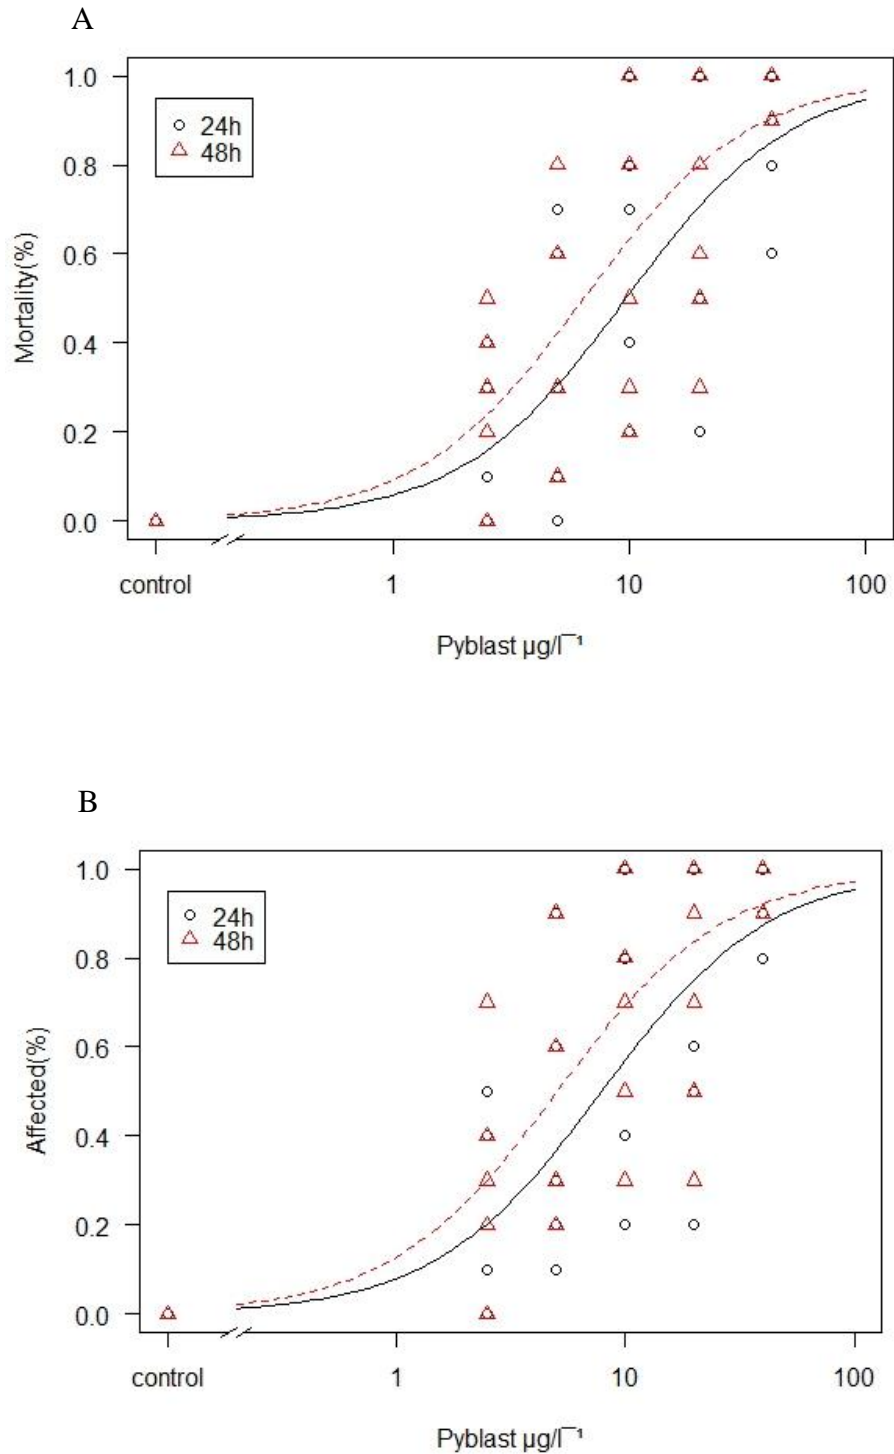 A
1.0
24h
48h
0.8
0.6
0.4
0.2
0.0
Mortality(%)
control 1 10 100
Pyblast µg/l¯¹
B
1.0
24h
48h
0.8
0.6
0.4
0.2
0.0
Affected(%)
control 1 10 100
Pyblast µg/l¯¹